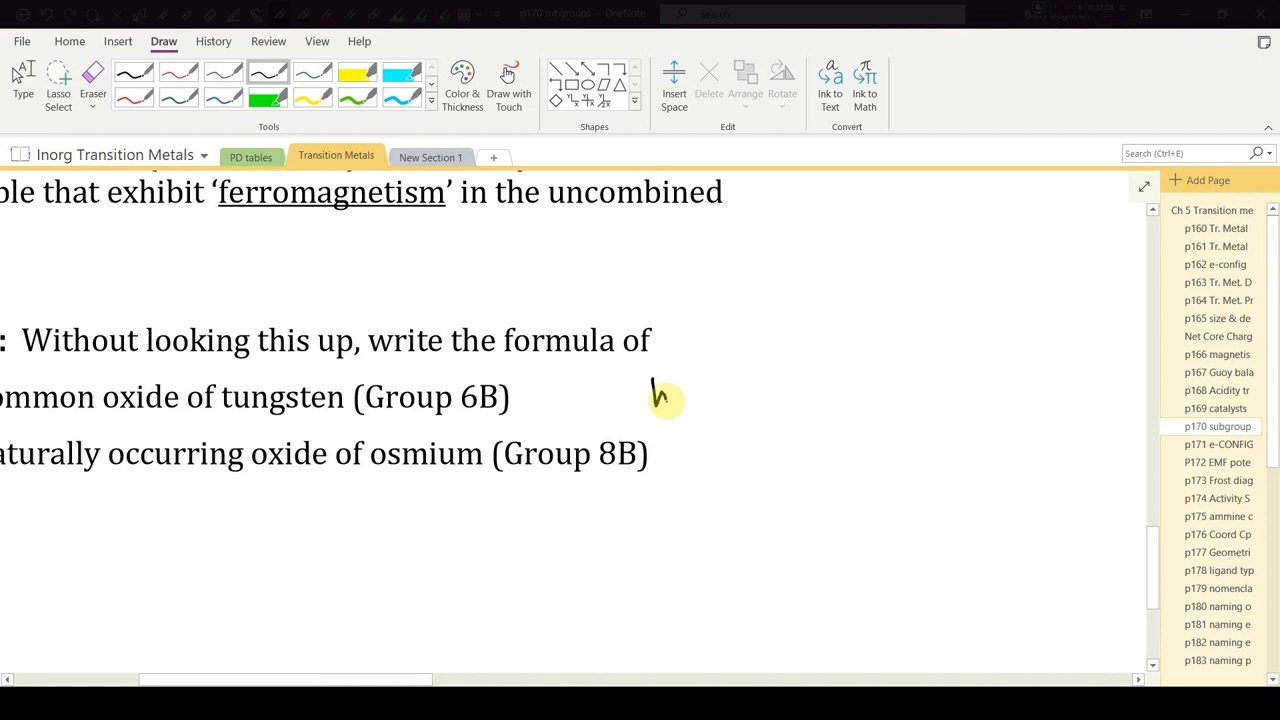 p170 subgroups - OneNote
Search
File Home Insert Draw History Review View Help
Type
Lasso Select
Eraser
Color & Thickness
Draw with Touch
Insert Space
Delete
Arrange
Rotate
Ink to Text
Ink to Math
Tools
Shapes
Edit
Convert
Inorg Transition Metals
PD tables
Transition Metals
New Section 1
Search (Ctrl+E)
ble that exhibit ‘ferromagnetism’ in the uncombined
: Without looking this up, write the formula of
ommon oxide of tungsten (Group 6B)
aturally occurring oxide of osmium (Group 8B)
Add Page
Ch 5 Transition me
p160 Tr. Metal
p161 Tr. Metal
p162 e-config
p163 Tr. Met. D
p164 Tr. Met. Pr
p165 size & de
Net Core Charg
p166 magnetis
p167 Guoy bala
p168 Acidity tr
p169 catalysts
p170 subgroup
p171 e-CONFIG
P172 EMF pote
p173 Frost diag
p174 Activity S
p175 ammine c
p176 Coord Cp
p177 Geometri
p178 ligand typ
p179 nomencla
p180 naming o
p181 naming e
p182 naming e
p183 naming p